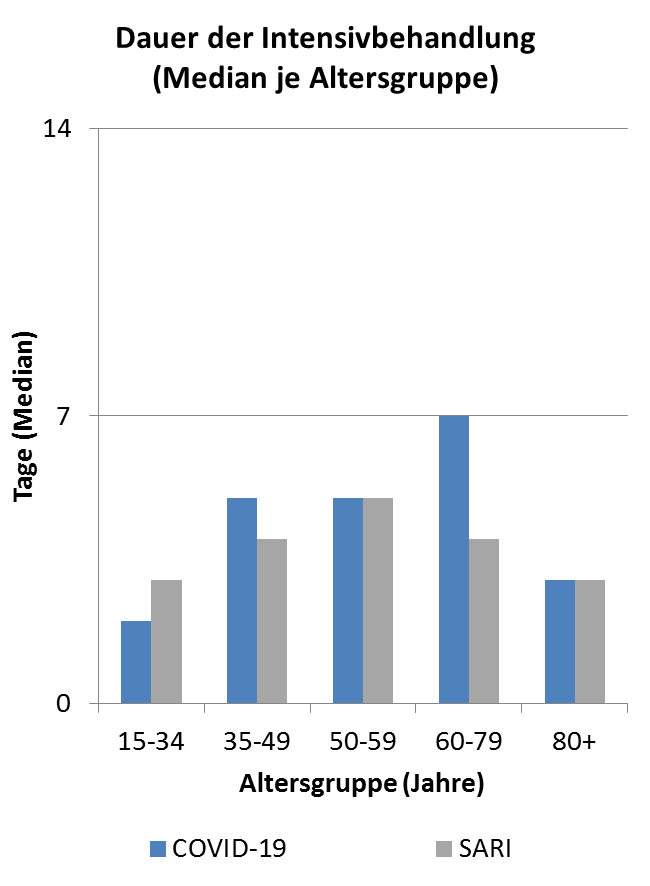 Dauer der Intensivbehandlung
(Median je Altersgruppe)
14
7
0
Tage (Median)
15-34 35-49 50-59 60-79 80+
Altersgruppe (Jahre)
COVID-19 SARI